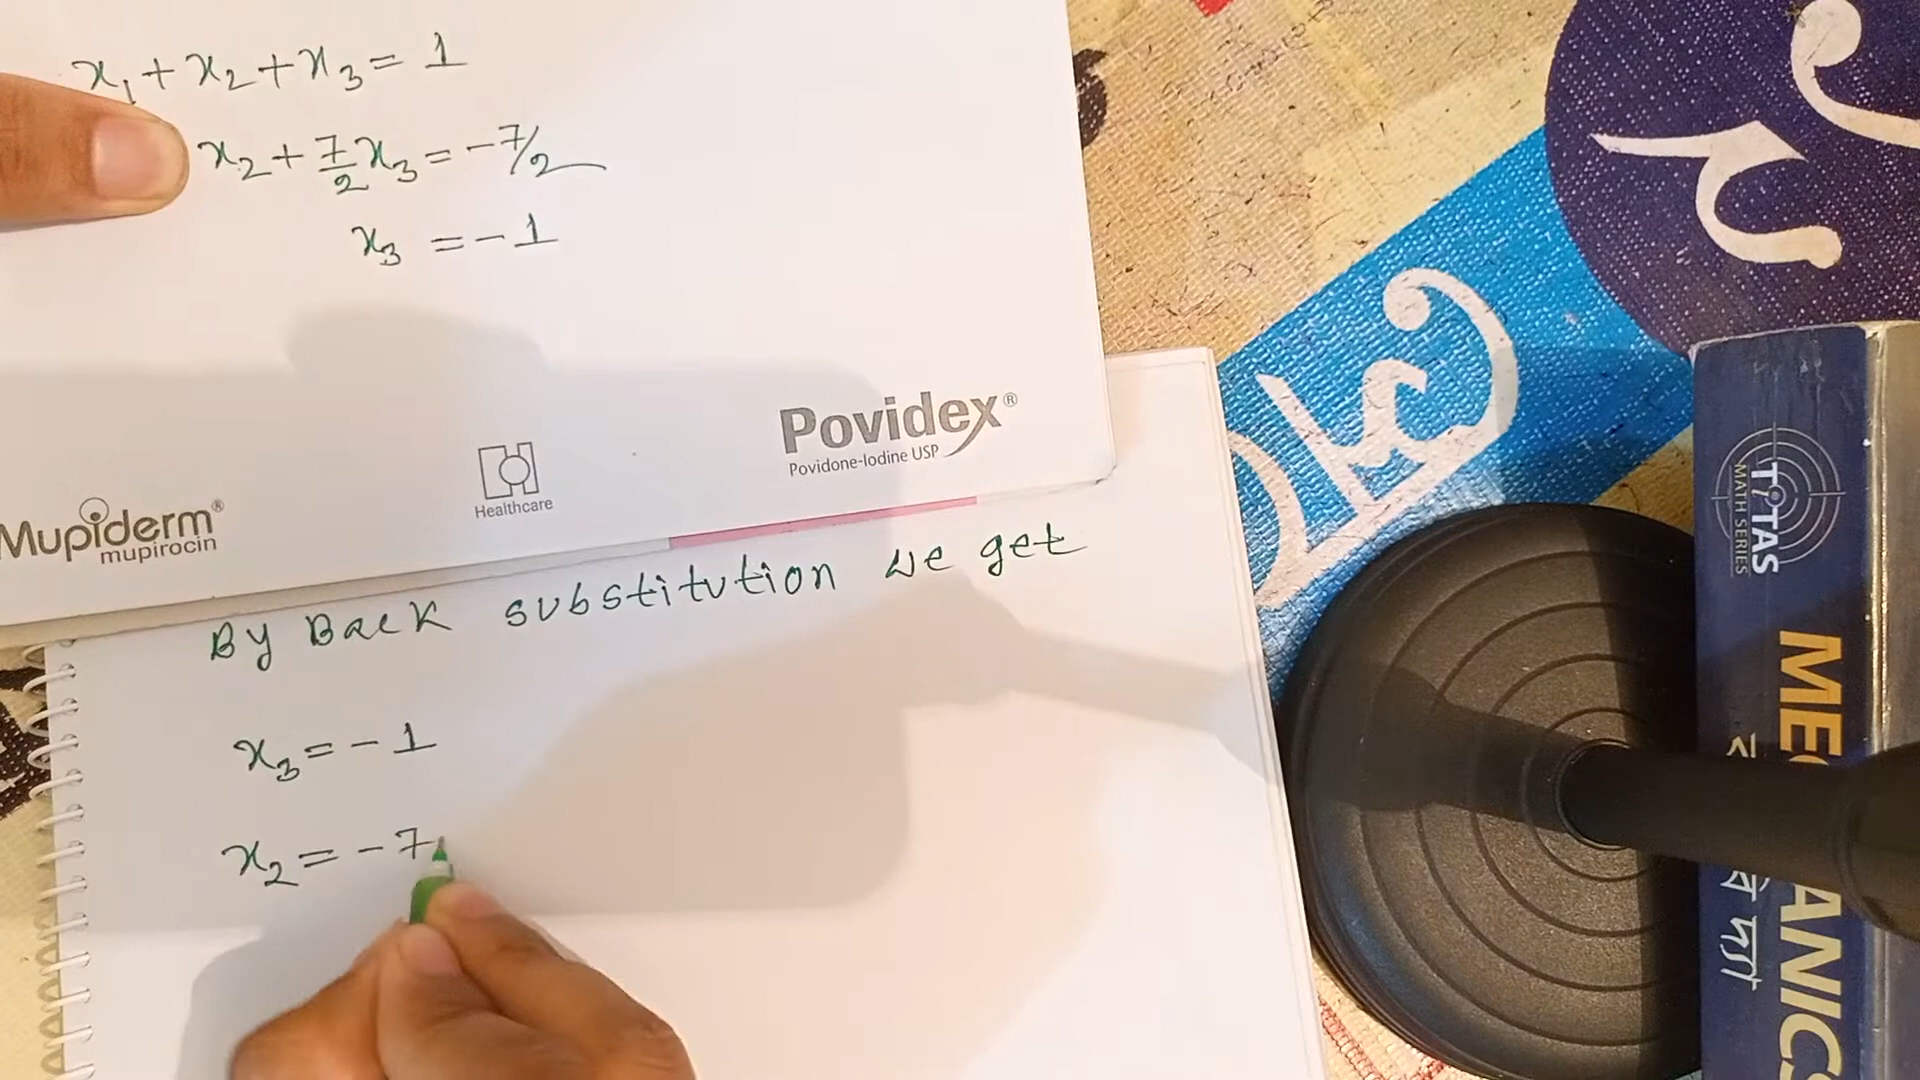 x₁ + x₂ + x₃ = 1
x₂ + 7/2 x₃ = -7/2
x₃ = -1
Povidex®
Povidone-Iodine USP
Healthcare
Mupiderm®
mupirocin
By Back substitution we get
x₃ = - 1
x₂ = - 7
TITAS
MATH SERIES